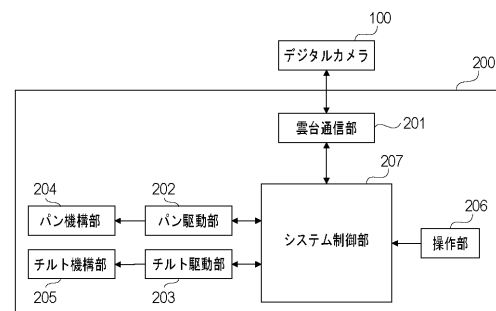 100
デジタルカメラ
200
雲台通信部
201
207
204
202
パン機構部
パン駆動部
システム制御部
206
操作部
チルト機構部
チルト駆動部
205
203